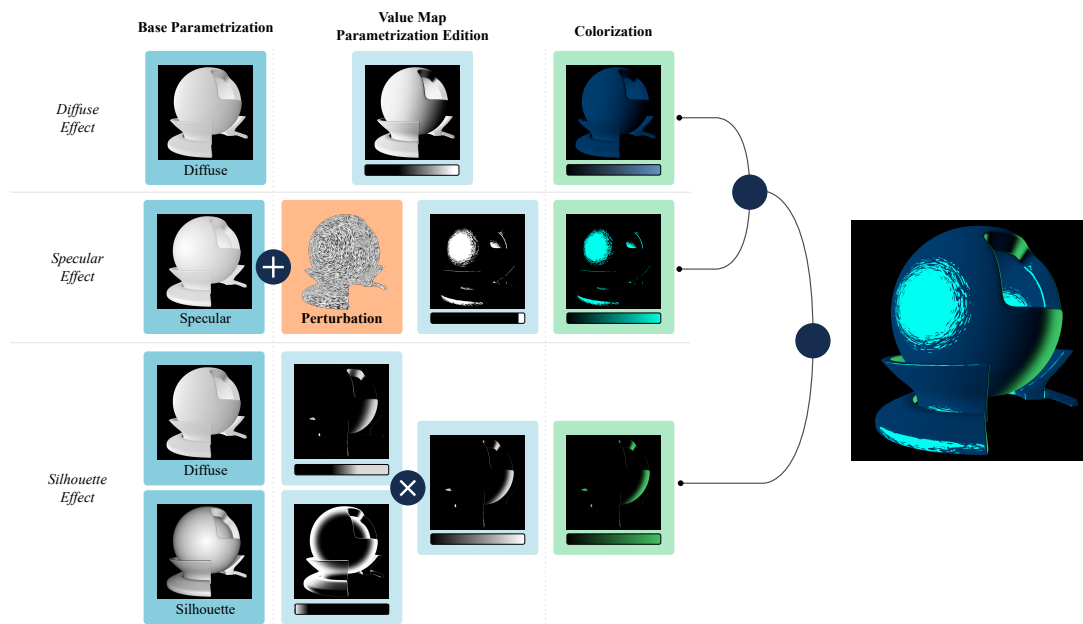 Base Parametrization
Value Map
Parametrization Edition
Colorization
Diffuse
Effect
Diffuse
Specular
Effect
Specular
Perturbation
Silhouette
Effect
Diffuse
Silhouette